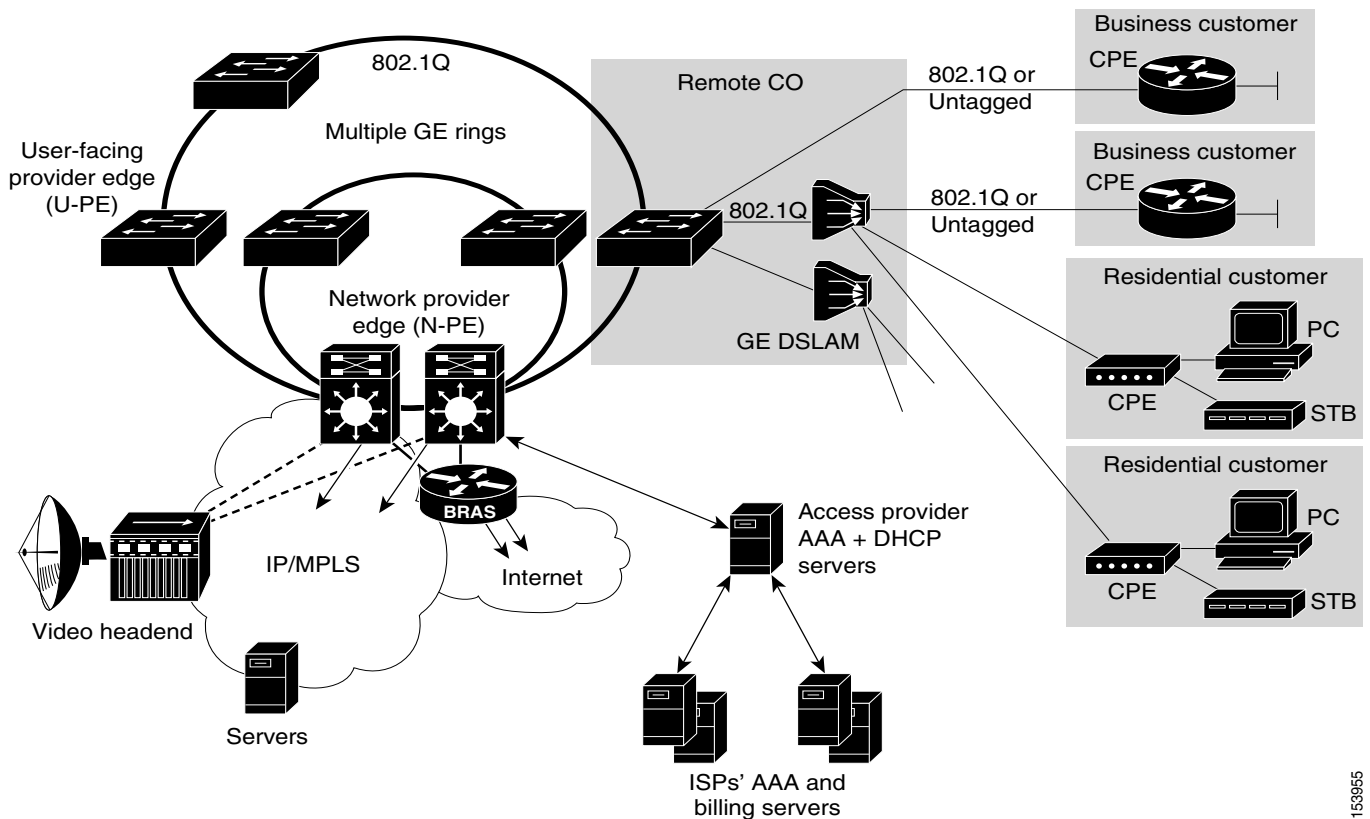 802.1Q
Multiple GE rings
User-facing
provider edge
(U-PE)
Network provider
edge (N-PE)
Remote CO
802.1Q
GE DSLAM
802.1Q or
Untagged
802.1Q or
Untagged
Business customer
CPE
Business customer
CPE
Residential customer
PC
CPE
STB
Residential customer
PC
CPE
STB
BRAS
IP/MPLS
Internet
Video headend
Servers
Access provider
AAA + DHCP
servers
ISPs’ AAA and
billing servers
153955